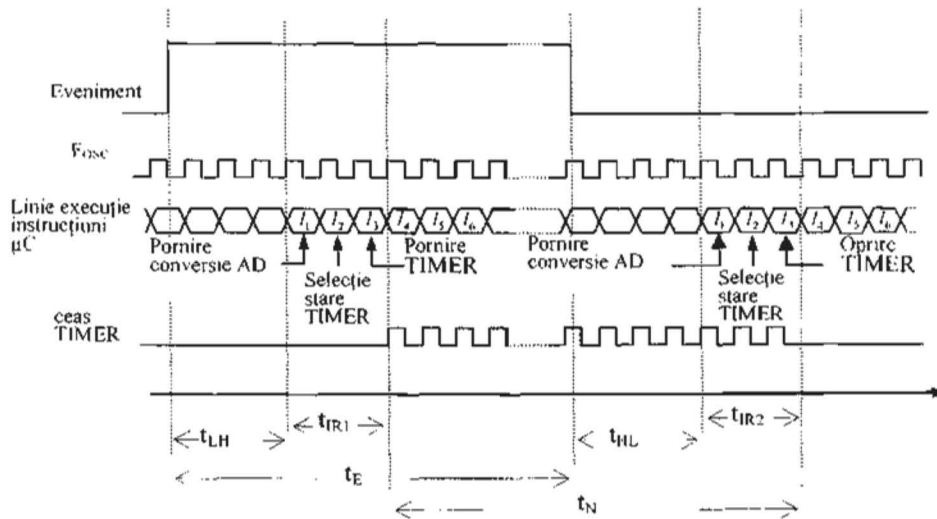 Eveniment
Fosc
Linie execuție
instrucțiuni
µC
I₁ I₂ I₃ I₄ I₅ I₆
I₁ I₂ I₃ I₄ I₅ I₆
Pornire
conversie AD
Pornire
TIMER
Pornire
conversie AD
Oprire
TIMER
Selecție
stare
TIMER
Selecție
stare
TIMER
ceas
TIMER
tLH
tIR1
tHL
tIR2
tE
tN